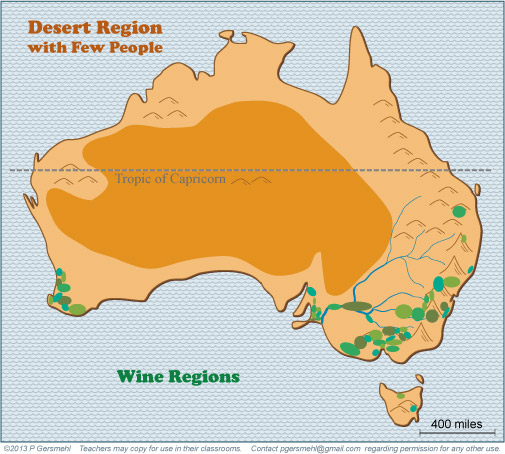 Desert Region
with Few People
Tropic of Capricorn
Wine Regions
400 miles
©2013 P Gersmehl Teachers may copy for use in their classrooms. Contact pgersmehl@gmail.com regarding permission for any other use.